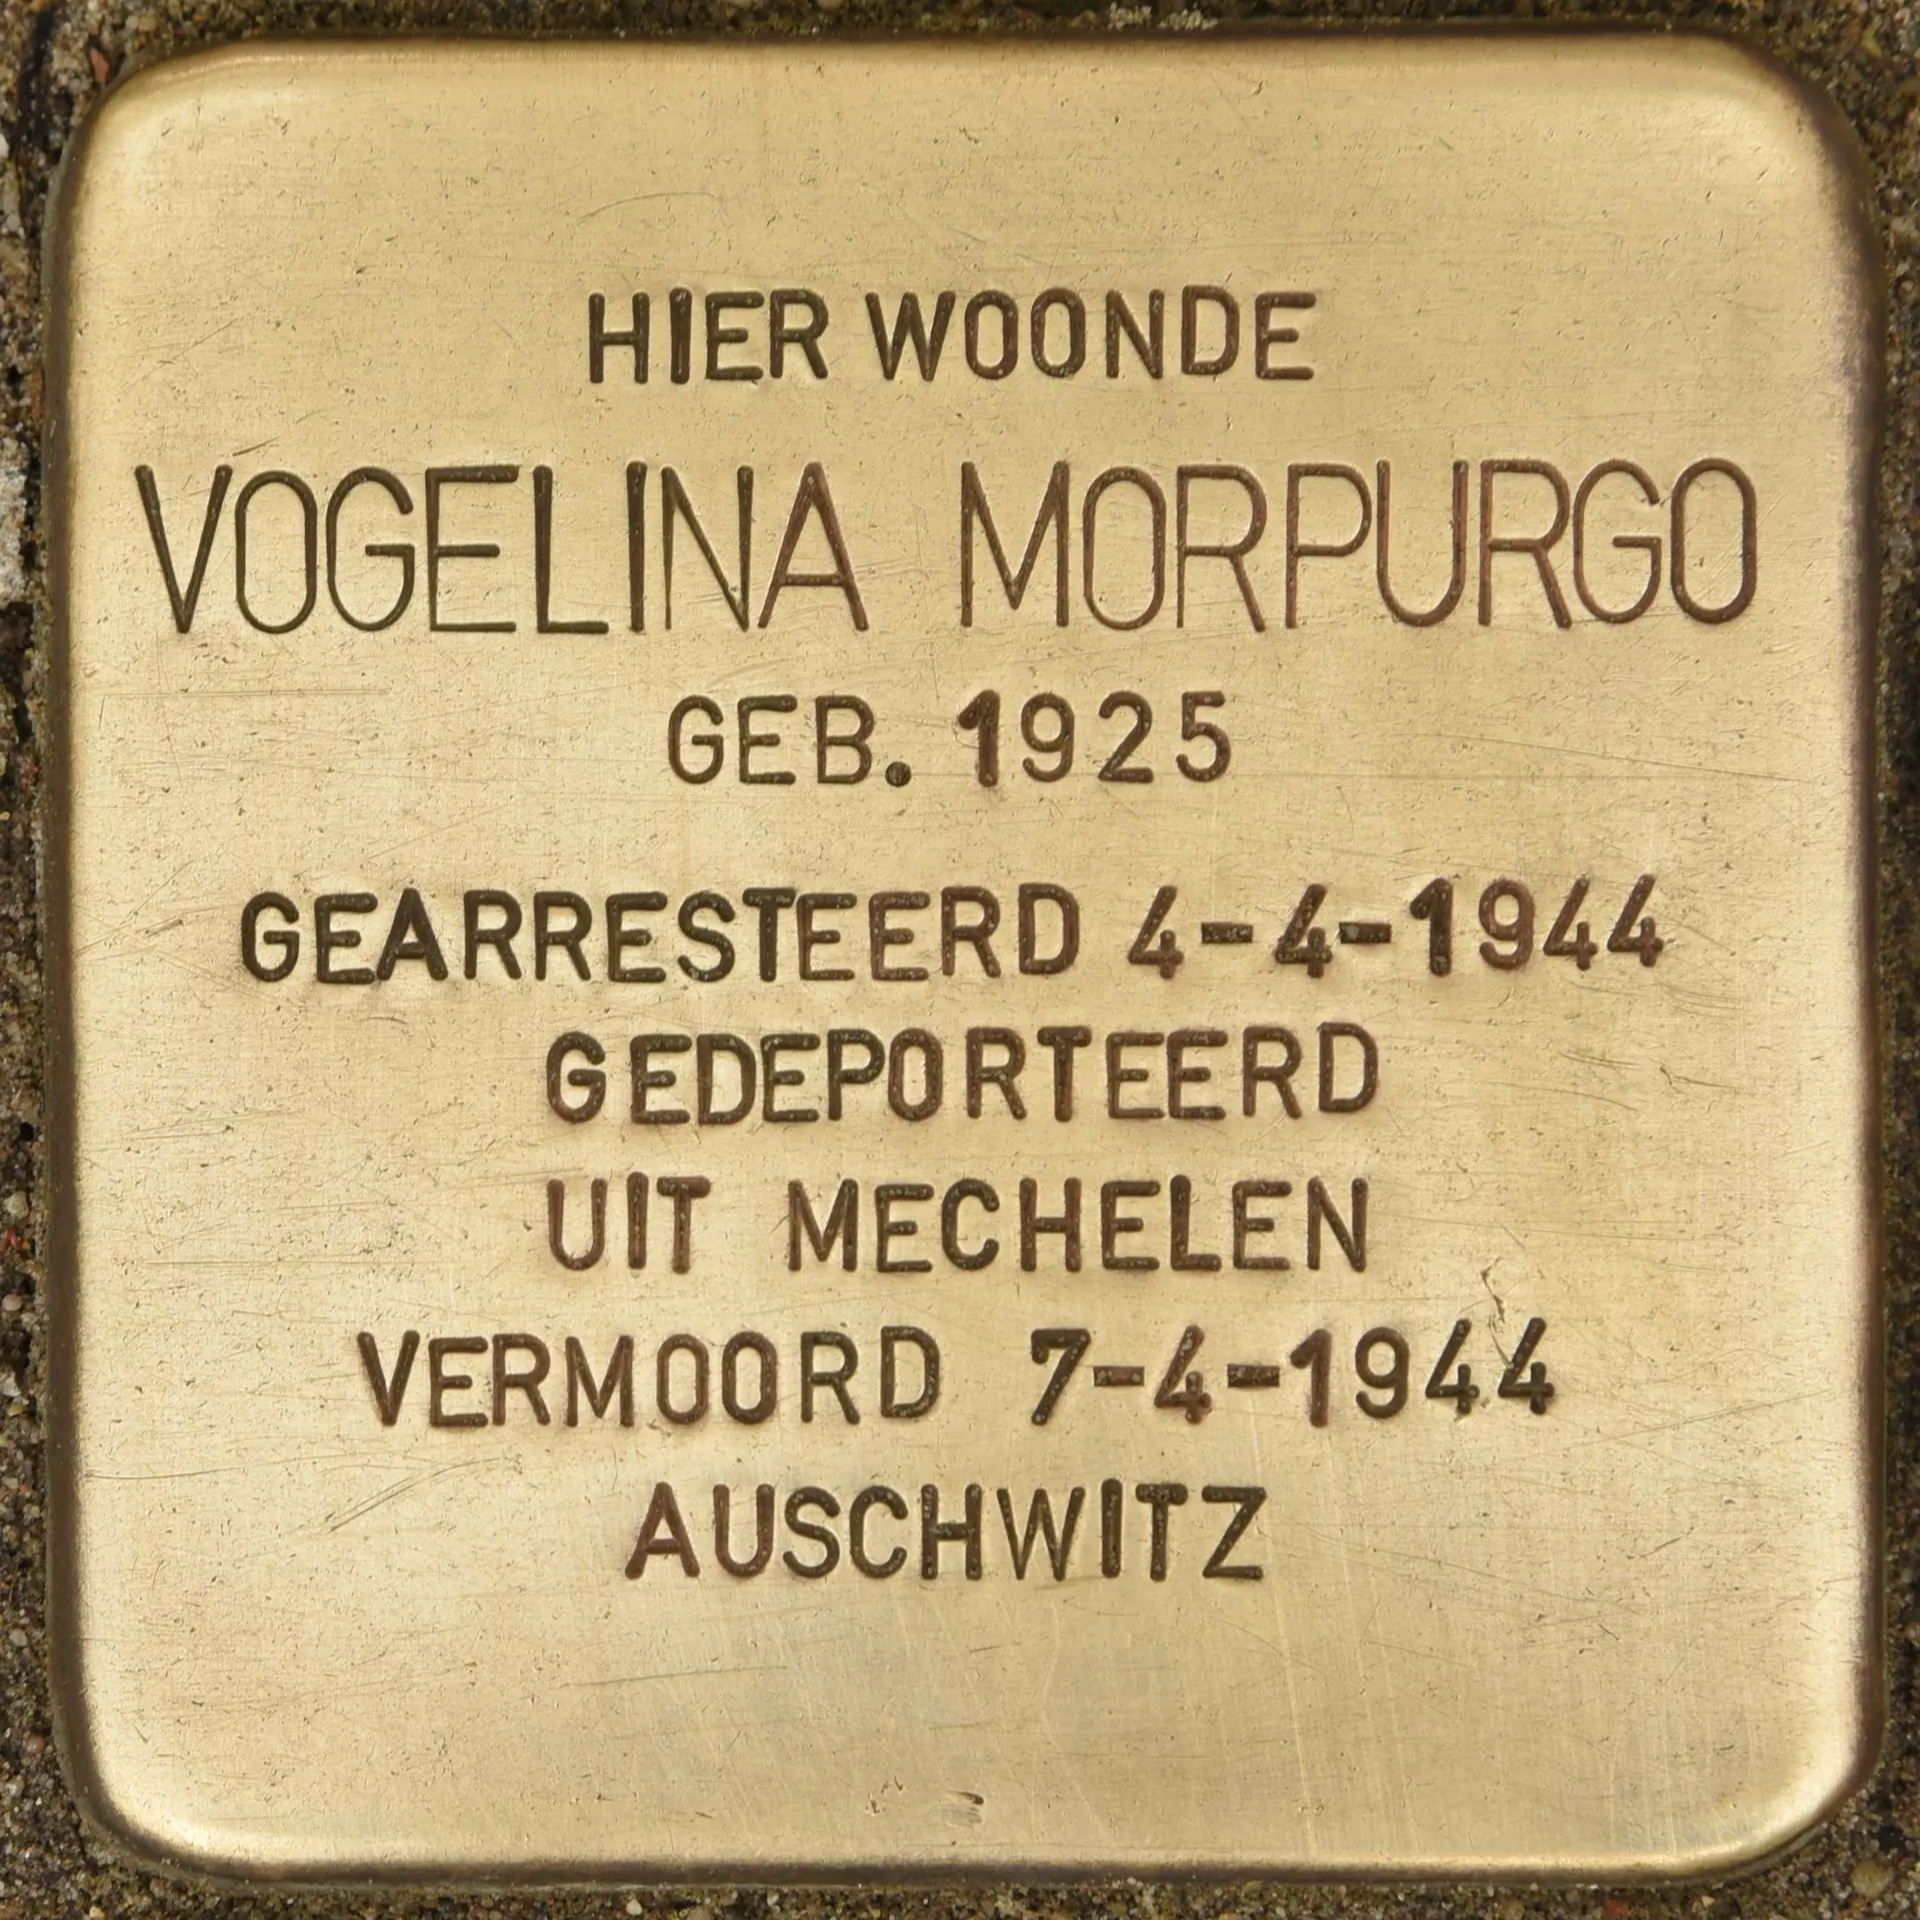 HIER WOONDE
VOGELINA MORPURGO
GEB. 1925
GEARRESTEERD 4-4-1944
GEDEPORTEERD
UIT MECHELEN
VERMOORD 7-4-1944
AUSCHWITZ